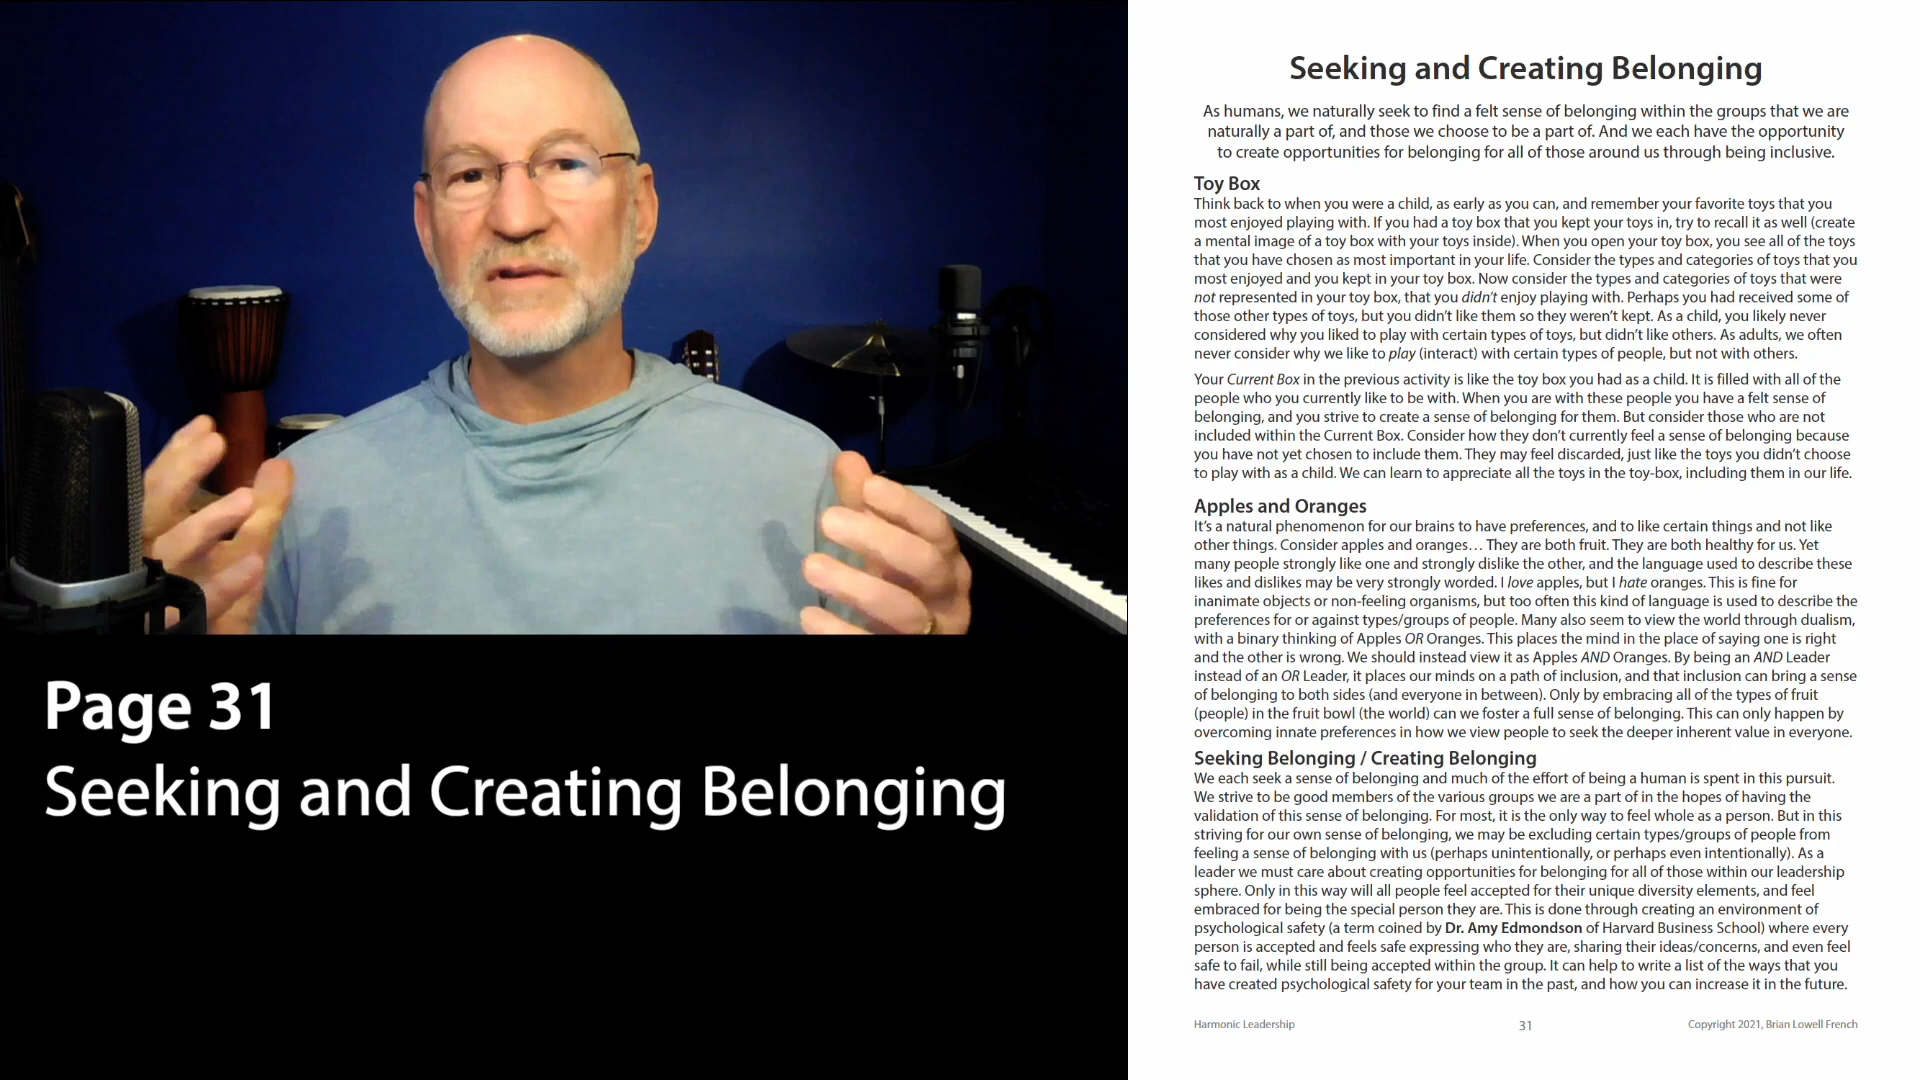 Page 31
Seeking and Creating Belonging
Seeking and Creating Belonging
As humans, we naturally seek to find a felt sense of belonging within the groups that we are
naturally a part of, and those we choose to be a part of. And we each have the opportunity
to create opportunities for belonging for all of those around us through being inclusive.
Toy Box
Think back to when you were a child, as early as you can, and remember your favorite toys that you
most enjoyed playing with. If you had a toy box that you kept your toys in, try to recall it as well (create
a mental image of a toy box with your toys inside). When you open your toy box, you see all of the toys
that you have chosen as most important in your life. Consider the types and categories of toys that you
most enjoyed and you kept in your toy box. Now consider the types and categories of toys that were
not represented in your toy box, that you didn't enjoy playing with. Perhaps you had received some of
those other types of toys, but you didn't like them so they weren't kept. As a child, you likely never
considered why you liked to play with certain types of toys, but didn't like others. As adults, we often
never consider why we like to play (interact) with certain types of people, but not with others.
Your Current Box in the previous activity is like the toy box you had as a child. It is filled with all of the
people who you currently like to be with. When you are with these people you have a felt sense of
belonging, and you strive to create a sense of belonging for them. But consider those who are not
included within the Current Box. Consider how they don't currently feel a sense of belonging because
you have not yet chosen to include them. They may feel discarded, just like the toys you didn't choose
to play with as a child. We can learn to appreciate all the toys in the toy-box, including them in our life.
Apples and Oranges
It's a natural phenomenon for our brains to have preferences, and to like certain things and not like
other things. Consider apples and oranges… They are both fruit. They are both healthy for us. Yet
many people strongly like one and strongly dislike the other, and the language used to describe these
likes and dislikes may be very strongly worded. I love apples, but I hate oranges. This is fine for
inanimate objects or non-feeling organisms, but too often this kind of language is used to describe the
preferences for or against types/groups of people. Many also seem to view the world through dualism,
with a binary thinking of Apples OR Oranges. This places the mind in the place of saying one is right
and the other is wrong. We should instead view it as Apples AND Oranges. By being an AND Leader
instead of an OR Leader, it places our minds on a path of inclusion, and that inclusion can bring a sense
of belonging to both sides (and everyone in between). Only by embracing all of the types of fruit
(people) in the fruit bowl (the world) can we foster a full sense of belonging. This can only happen by
overcoming innate preferences in how we view people to seek the deeper inherent value in everyone.
Seeking Belonging / Creating Belonging
We each seek a sense of belonging and much of the effort of being a human is spent in this pursuit.
We strive to be good members of the various groups we are a part of in the hopes of having the
validation of this sense of belonging. For most, it is the only way to feel whole as a person. But in this
striving for our own sense of belonging, we may be excluding certain types/groups of people from
feeling a sense of belonging with us (perhaps unintentionally, or perhaps even intentionally). As a
leader we must care about creating opportunities for belonging for all of those within our leadership
sphere. Only in this way will all people feel accepted for their unique diversity elements, and feel
embraced for being the special person they are. This is done through creating an environment of
psychological safety (a term coined by Dr. Amy Edmondson of Harvard Business School) where every
person is accepted and feels safe expressing who they are, sharing their ideas/concerns, and even feel
safe to fail, while still being accepted within the group. It can help to write a list of the ways that you
have created psychological safety for your team in the past, and how you can increase it in the future.
Harmonic Leadership
31
Copyright 2021, Brian Lowell French